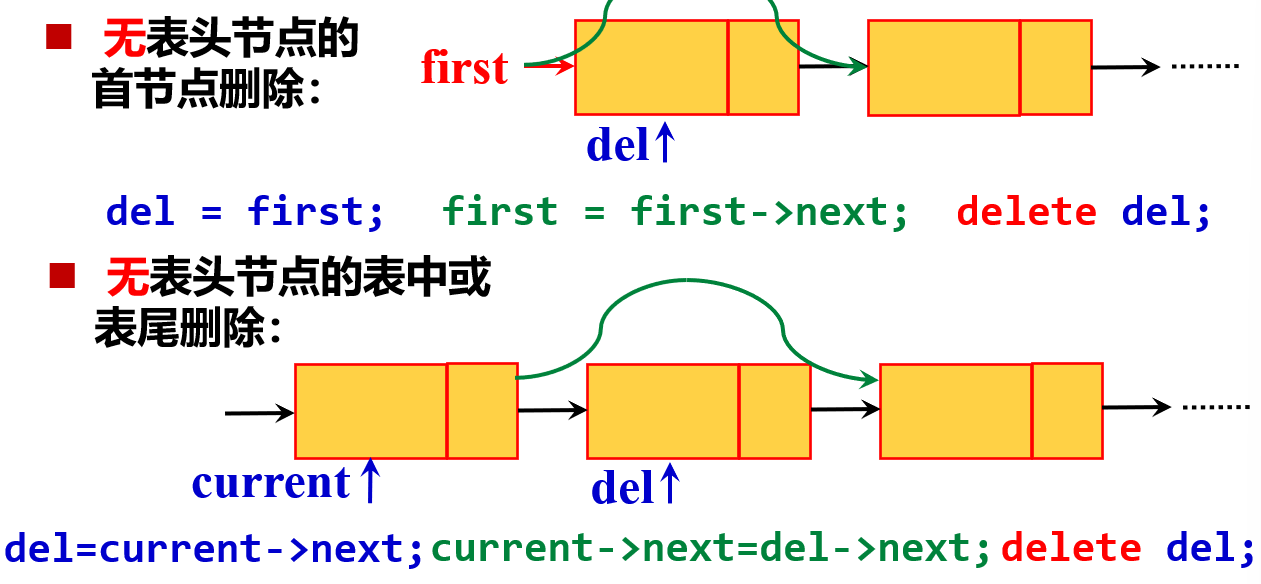 ■ 无表头节点的
首节点删除：
first
del↑
del = first; first = first->next; delete del;
■ 无表头节点的表中或
表尾删除：
current↑ del↑
del=current->next;current->next=del->next;delete del;